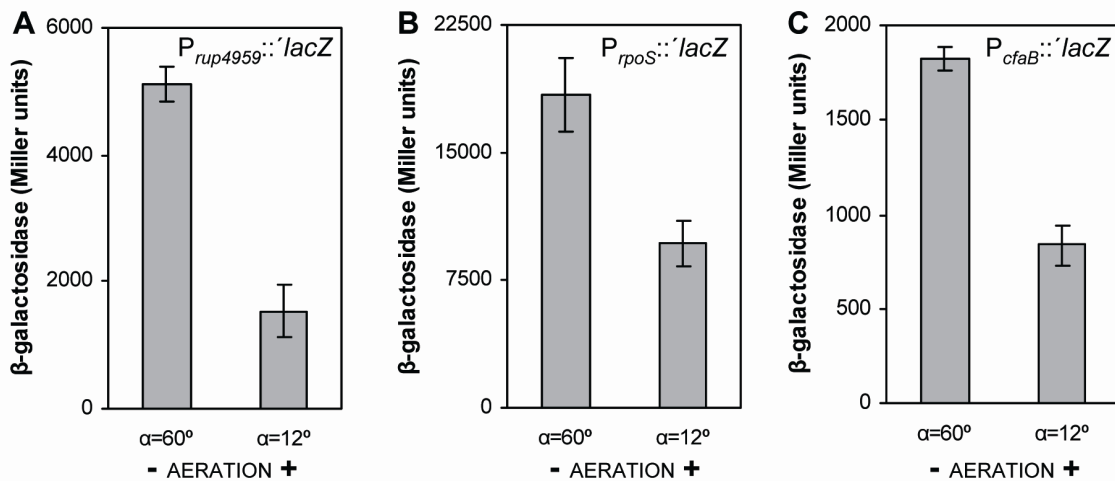 A
P rup4959::´lacZ
β-galactosidase (Miller units)
6000
4000
2000
0
α=60º α=12º
- AERATION +
B
P rpoS::´lacZ
β-galactosidase (Miller units)
22500
15000
7500
0
α=60º α=12º
- AERATION +
C
P cfaB::´lacZ
β-galactosidase (Miller units)
2000
1500
1000
500
0
α=60º α=12º
- AERATION +